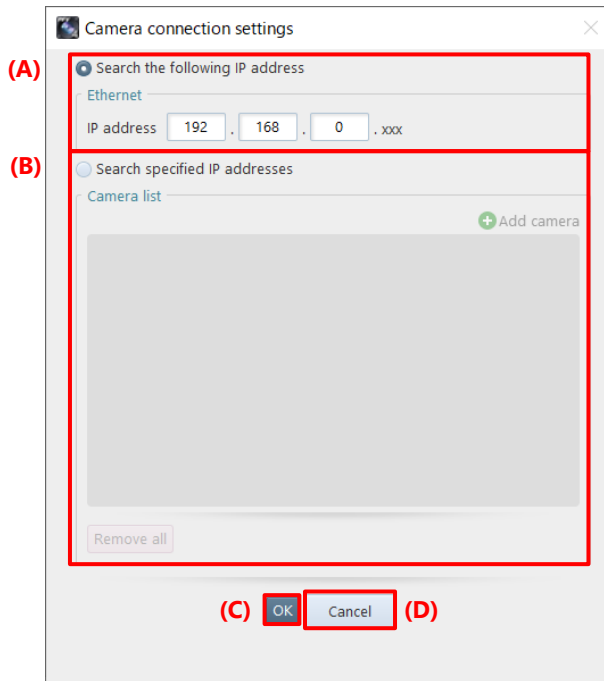 Camera connection settings
(A)
Search the following IP address
Ethernet
IP address 192 . 168 . 0 . xxx
(B)
Search specified IP addresses
Camera list
Add camera
Remove all
(C) OK Cancel (D)